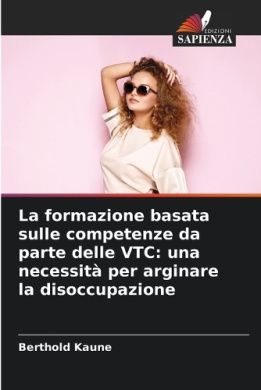 EDIZIONI
SAPIENZA
La formazione basata
sulle competenze da
parte delle VTC: una
necessità per arginare
la disoccupazione
Berthold Kaune